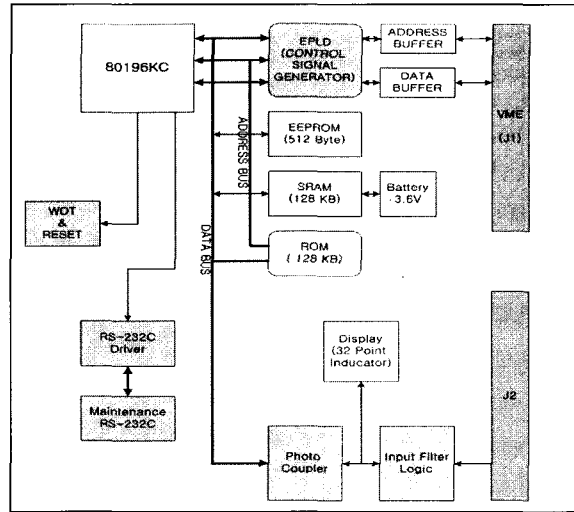 80196KC
EPLD
(CONTROL
SIGNAL
GENERATOR)
ADDRESS
BUFFER
DATA
BUFFER
VME
(J1)
EEPROM
(512 Byte)
SRAM
(128 KB)
Battery
3.6V
ROM
( 128 KB)
ADDRESS BUS
DATA BUS
WDT
&
RESET
RS-232C
Driver
Maintenance
RS-232C
Display
(32 Point
Inducator)
Photo
Coupler
Input Filter
Logic
J2